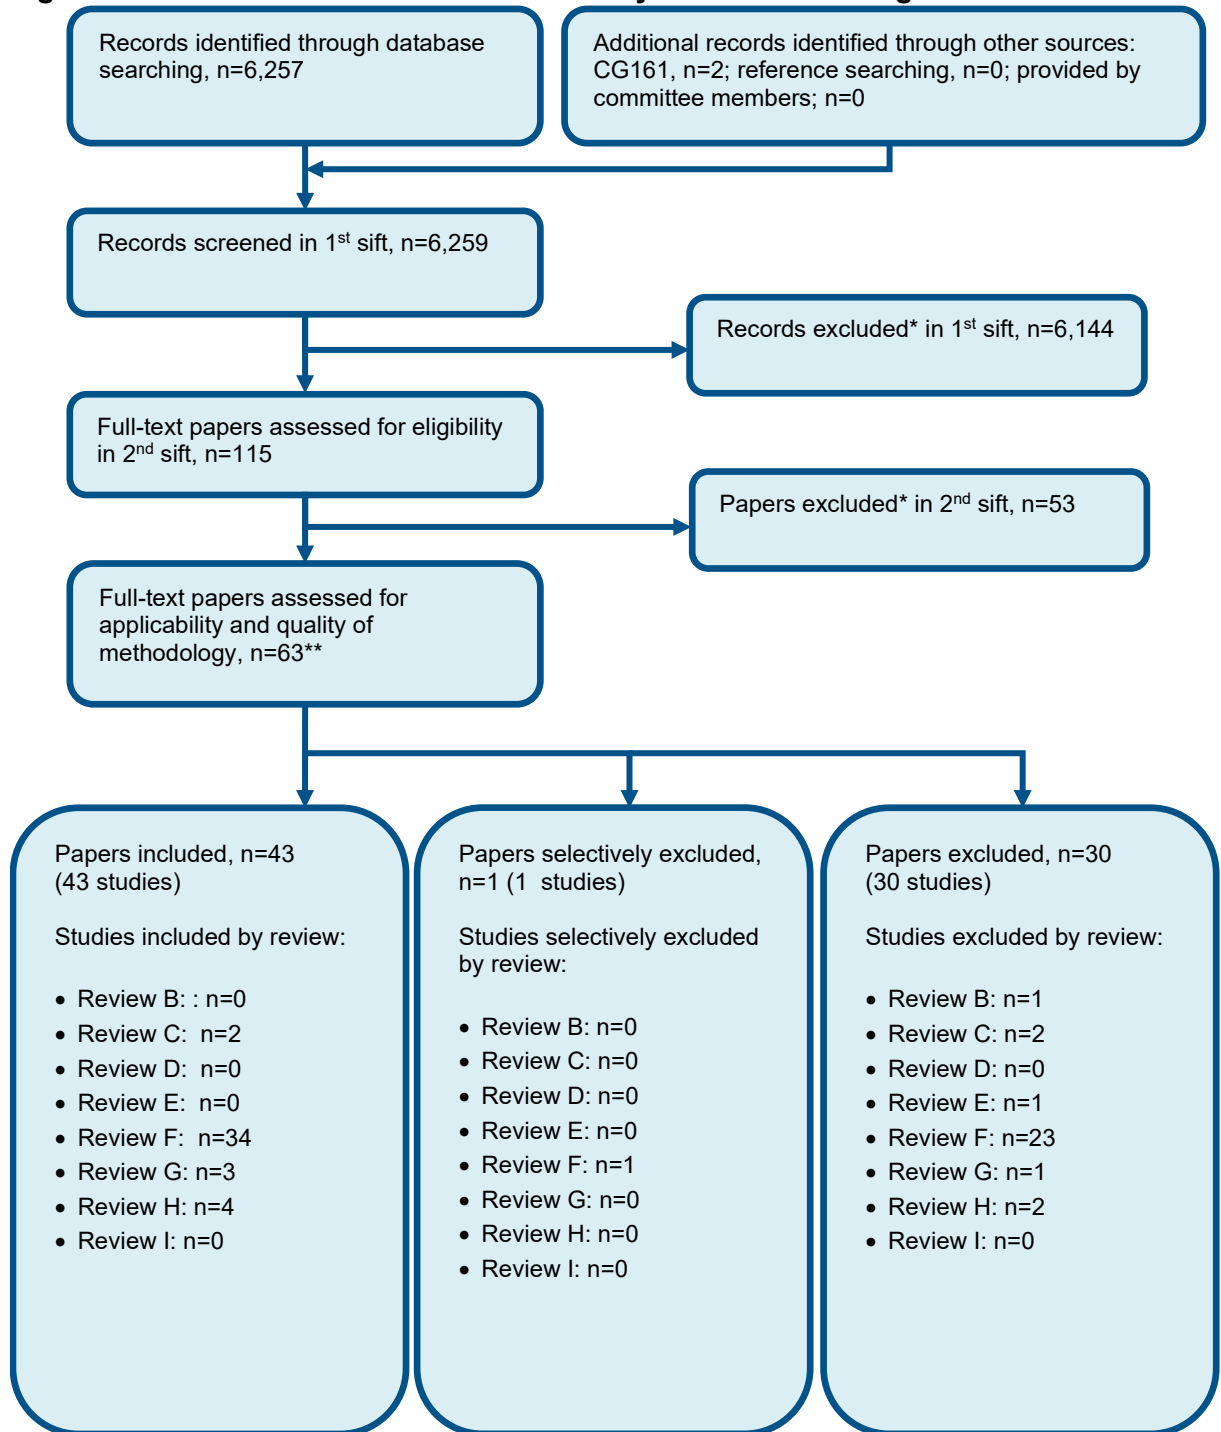 Records identified through database
searching, n=6,257
Additional records identified through other sources:
CG161, n=2; reference searching, n=0; provided by
committee members; n=0
Records screened in 1st sift, n=6,259
Records excluded* in 1st sift, n=6,144
Full-text papers assessed for eligibility
in 2nd sift, n=115
Papers excluded* in 2nd sift, n=53
Full-text papers assessed for
applicability and quality of
methodology, n=63**
Papers included, n=43
(43 studies)
Studies included by review:
• Review B: : n=0
• Review C:  n=2
• Review D:  n=0
• Review E:  n=0
• Review F:  n=34
• Review G: n=3
• Review H: n=4
• Review I: n=0
Papers selectively excluded,
n=1 (1  studies)
Studies selectively excluded
by review:
• Review B: n=0
• Review C: n=0
• Review D: n=0
• Review E: n=0
• Review F: n=1
• Review G: n=0
• Review H: n=0
• Review I: n=0
Papers excluded, n=30
(30 studies)
Studies excluded by review:
• Review B: n=1
• Review C: n=2
• Review D: n=0
• Review E: n=1
• Review F: n=23
• Review G: n=1
• Review H: n=2
• Review I: n=0